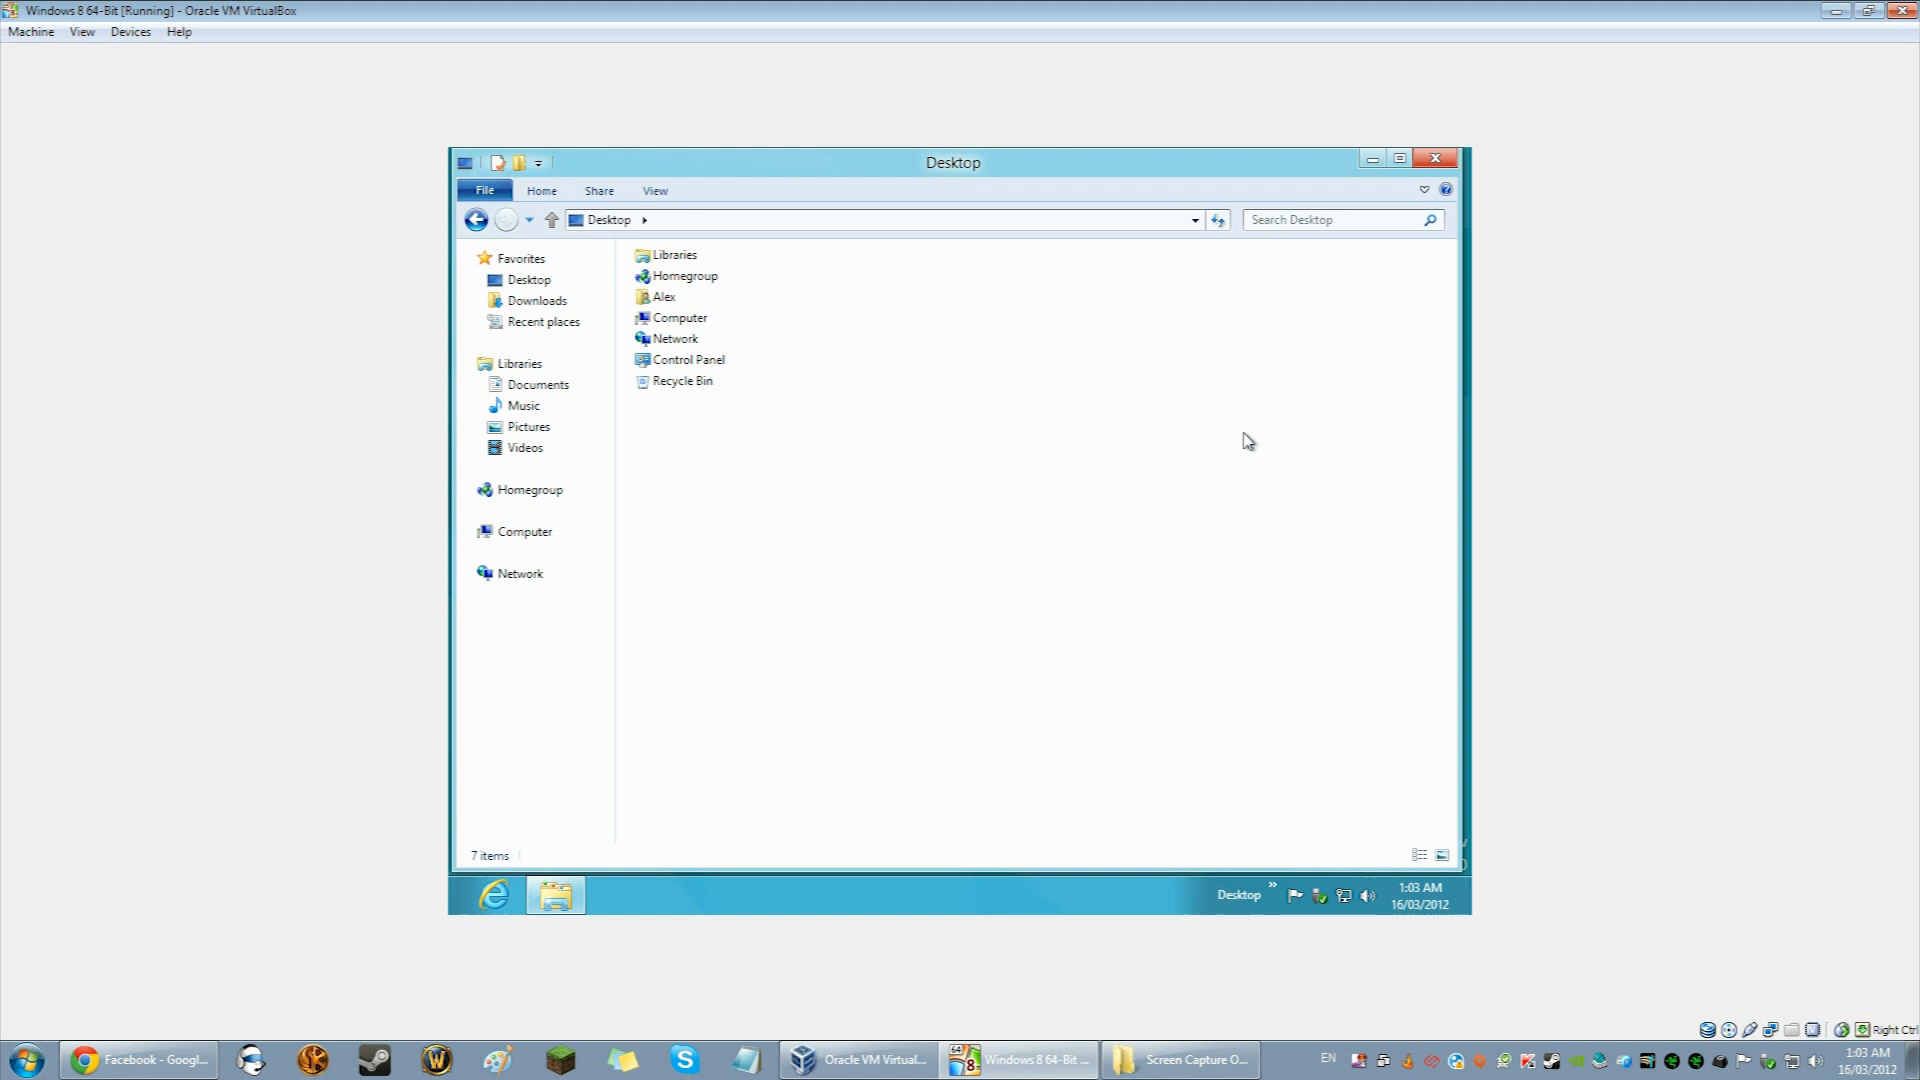 Windows 8 64-Bit [Running] - Oracle VM VirtualBox
Machine View Devices Help
Desktop
File Home Share View
Desktop
Search Desktop
Favorites
Desktop
Downloads
Recent places
Libraries
Documents
Music
Pictures
Videos
Homegroup
Computer
Network
Libraries
Homegroup
Alex
Computer
Network
Control Panel
Recycle Bin
7 items
Desktop
1:03 AM
16/03/2012
Right Ctrl
Facebook - Googl...
Oracle VM Virtual...
64
8
Windows 8 64-Bit ...
Screen Capture O...
EN
1:03 AM
16/03/2012